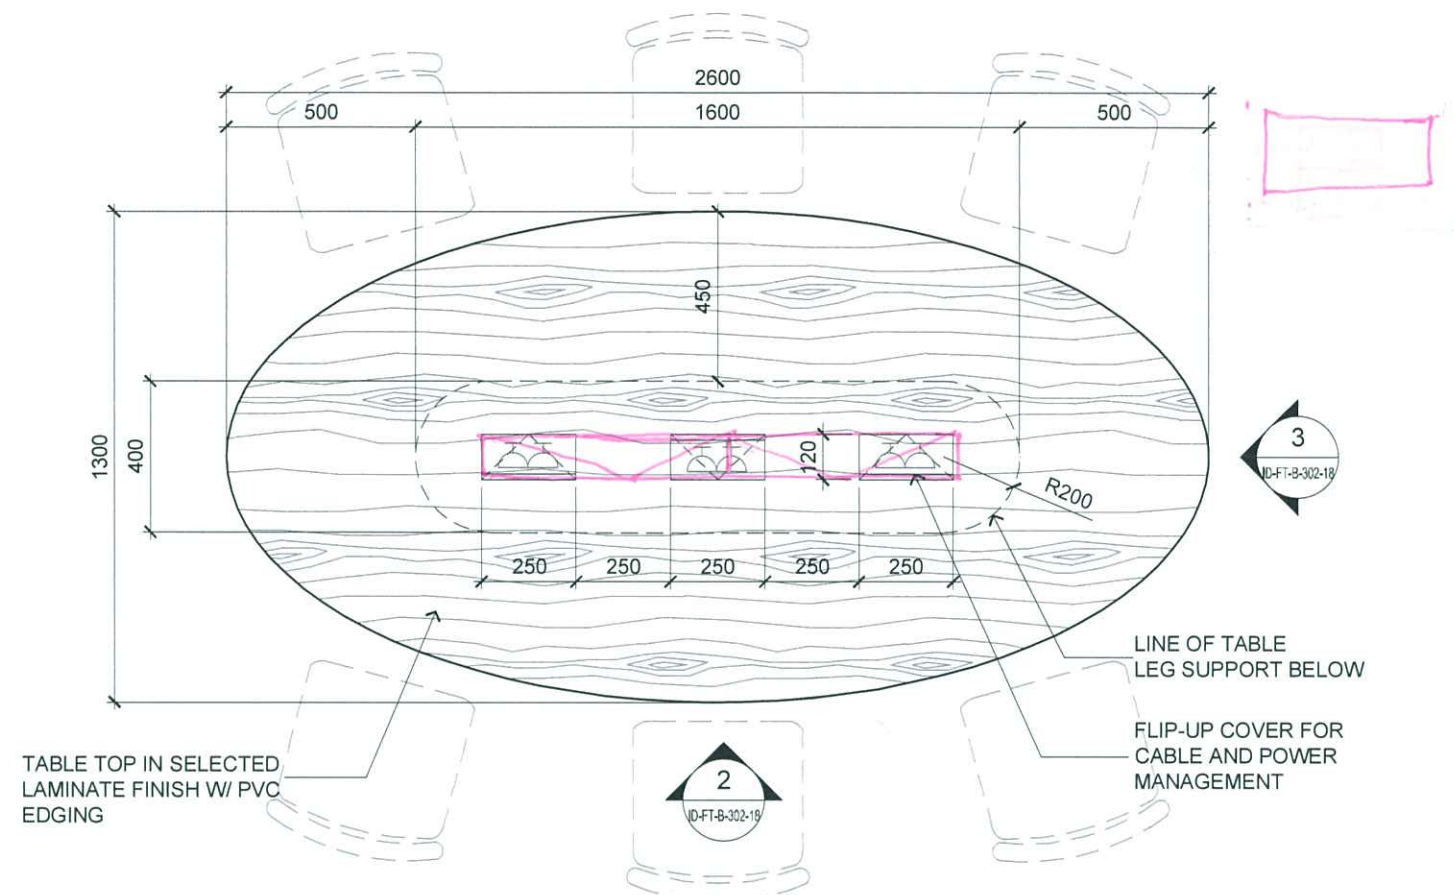 2600
500
1600
500
450
1300
400
120
R200
3
ID-FT-B-302-18
250
250
250
250
250
LINE OF TABLE
LEG SUPPORT BELOW
FLIP-UP COVER FOR
CABLE AND POWER
MANAGEMENT
TABLE TOP IN SELECTED
LAMINATE FINISH W/ PVC
EDGING
2
ID-FT-B-302-18